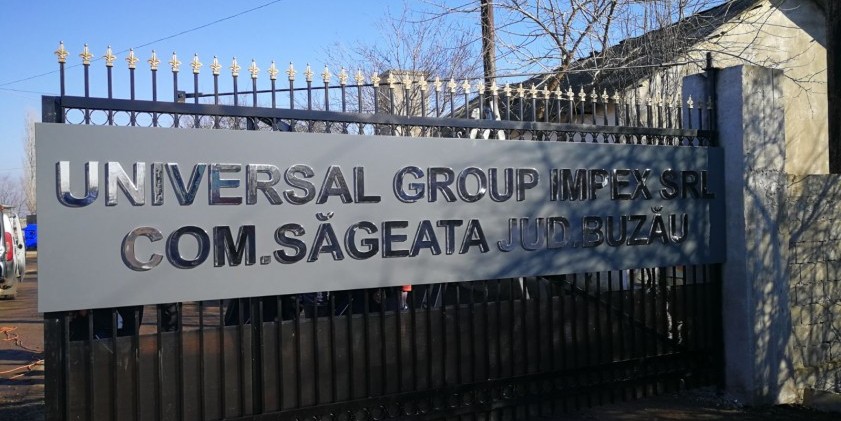 UNIVERSAL GROUP IMPEX SRL
COM.SĂGEATA JUD.BUZĂU